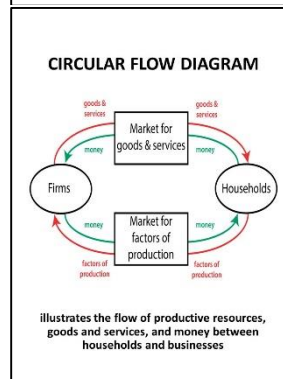 CIRCULAR FLOW DIAGRAM
goods &
services
goods &
services
Market for
goods & services
money
money
Firms
Households
money
money
Market for
factors of
production
factors of
production
factors of
production
illustrates the flow of productive resources,
goods and services, and money between
households and businesses